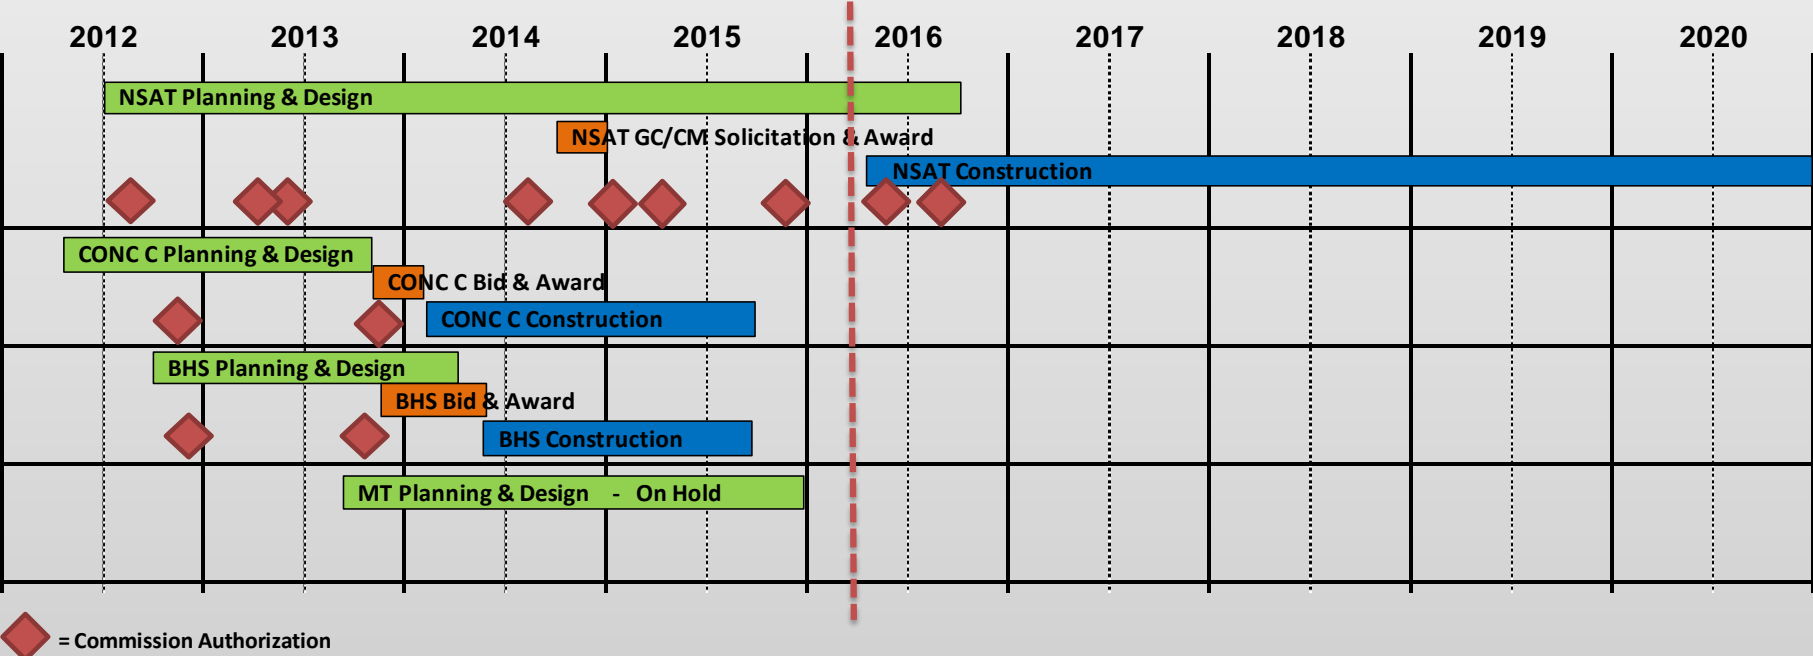 2012 2013 2014 2015 2016 2017 2018 2019 2020
NSAT Planning & Design
NSAT GC/CM Solicitation & Award
NSAT Construction
CONC C Planning & Design
CONC C Bid & Award
CONC C Construction
BHS Planning & Design
BHS Bid & Award
BHS Construction
MT Planning & Design - On Hold
= Commission Authorization